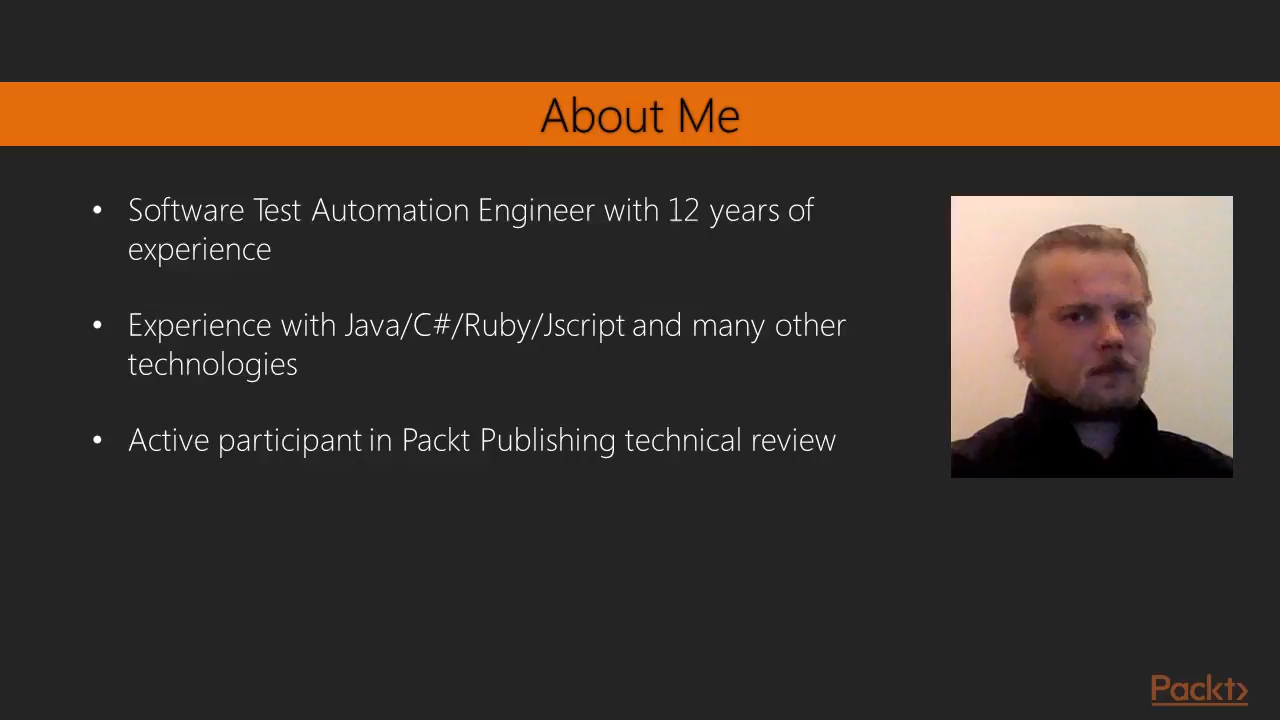 About Me
• Software Test Automation Engineer with 12 years of
experience
• Experience with Java/C#/Ruby/Jscript and many other
technologies
• Active participant in Packt Publishing technical review
Packt>